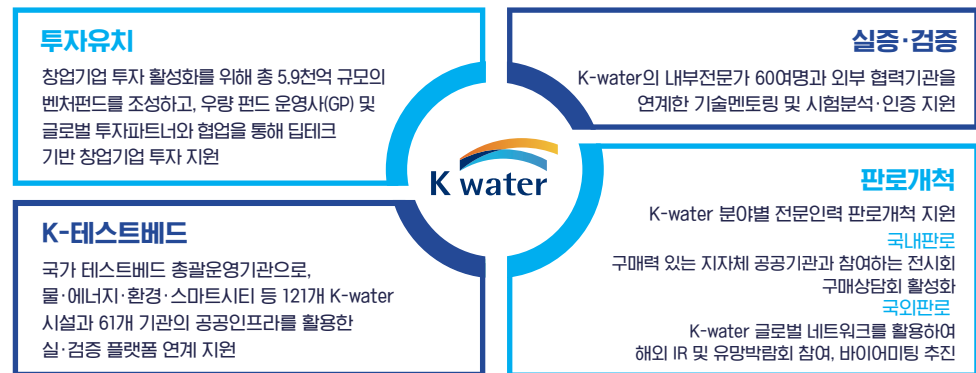 투자유치
창업기업 투자 활성화를 위해 총 5.9천억 규모의
벤처펀드를 조성하고, 우량 펀드 운영사(GP) 및
글로벌 투자파트너와 협업을 통해 딥테크
기반 창업기업 투자 지원
실증·검증
K-water의 내부전문가 60여명과 외부 협력기관을
연계한 기술멘토링 및 시험분석·인증 지원
K water
K-테스트베드
국가 테스트베드 총괄운영기관으로,
물·에너지·환경·스마트시티 등 121개 K-water
시설과 61개 기관의 공공인프라를 활용한
실·검증 플랫폼 연계 지원
판로개척
K-water 분야별 전문인력 판로개척 지원
국내판로
구매력 있는 지자체 공공기관과 참여하는 전시회
구매상담회 활성화
국외판로
K-water 글로벌 네트워크를 활용하여
해외 IR 및 유망박람회 참여, 바이어미팅 추진